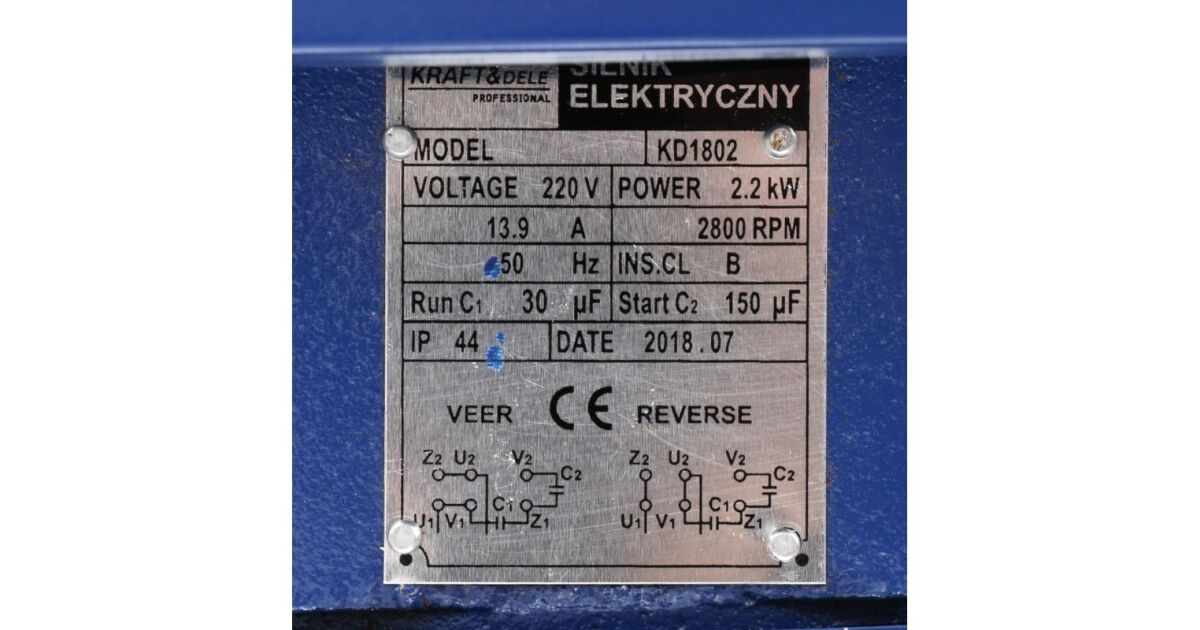 KRAFT&DELE
PROFESSIONAL
SILNIK
ELEKTRYCZNY
MODEL KD1802
VOLTAGE 220 V POWER 2.2 kW
13.9 A 2800 RPM
50 Hz INS.CL B
Run C1 30 µF Start C2 150 µF
IP 44 DATE 2018.07
VEER CE REVERSE
Z2 U2 V2 C2 Z2 U2 V2 C2
U1 V1 C1 Z1 U1 V1 C1 Z1